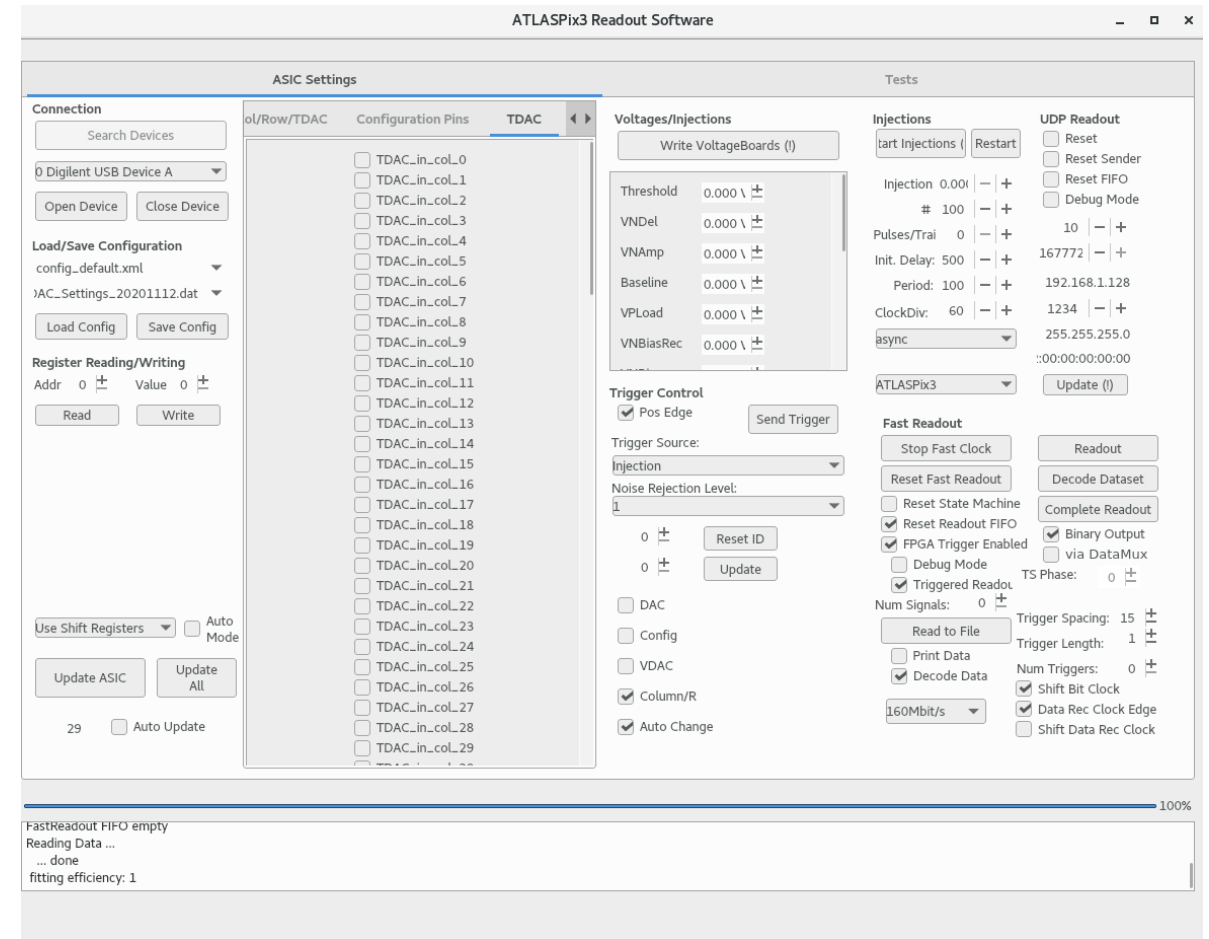 ATLASPix3 Readout Software
ASIC Settings
Tests
Connection
Search Devices
0 Digilent USB Device A
Open Device
Close Device
Load/Save Configuration
config_default.xml
AC_Settings_20201112.dat
Load Config
Save Config
Register Reading/Writing
Addr 0
Value 0
Read
Write
Use Shift Registers
Auto
Mode
Update ASIC
Update
All
29
Auto Update
ol/Row/TDAC
Configuration Pins
TDAC
TDAC_in_col_0
TDAC_in_col_1
TDAC_in_col_2
TDAC_in_col_3
TDAC_in_col_4
TDAC_in_col_5
TDAC_in_col_6
TDAC_in_col_7
TDAC_in_col_8
TDAC_in_col_9
TDAC_in_col_10
TDAC_in_col_11
TDAC_in_col_12
TDAC_in_col_13
TDAC_in_col_14
TDAC_in_col_15
TDAC_in_col_16
TDAC_in_col_17
TDAC_in_col_18
TDAC_in_col_19
TDAC_in_col_20
TDAC_in_col_21
TDAC_in_col_22
TDAC_in_col_23
TDAC_in_col_24
TDAC_in_col_25
TDAC_in_col_26
TDAC_in_col_27
TDAC_in_col_28
TDAC_in_col_29
Voltages/Injections
Write VoltageBoards (!)
Threshold 0.000
VNDel 0.000
VNAmp 0.000
Baseline 0.000
VPLoad 0.000
VNBiasRec 0.000
Trigger Control
Pos Edge
Send Trigger
Trigger Source:
Injection
Noise Rejection Level:
1
0
Reset ID
0
Update
DAC
Config
VDAC
Column/R
Auto Change
Injections
tart Injections (
Restart
Injection 0.00
# 100
Pulses/Trai 0
Init. Delay: 500
Period: 100
ClockDiv: 60
async
ATLASPix3
UDP Readout
Reset
Reset Sender
Reset FIFO
Debug Mode
10
167772
192.168.1.128
1234
255.255.255.0
:00:00:00:00:00
Update (!)
Fast Readout
Stop Fast Clock
Reset Fast Readout
Reset State Machine
Reset Readout FIFO
FPGA Trigger Enabled
Debug Mode
Triggered Readou
Num Signals: 0
Read to File
Print Data
Decode Data
160Mbit/s
Readout
Decode Dataset
Complete Readout
Binary Output
via DataMux
TS Phase: 0
Trigger Spacing: 15
Trigger Length: 1
Num Triggers: 0
Shift Bit Clock
Data Rec Clock Edge
Shift Data Rec Clock
100%
FastReadout FIFO empty
Reading Data ...
... done
fitting efficiency: 1